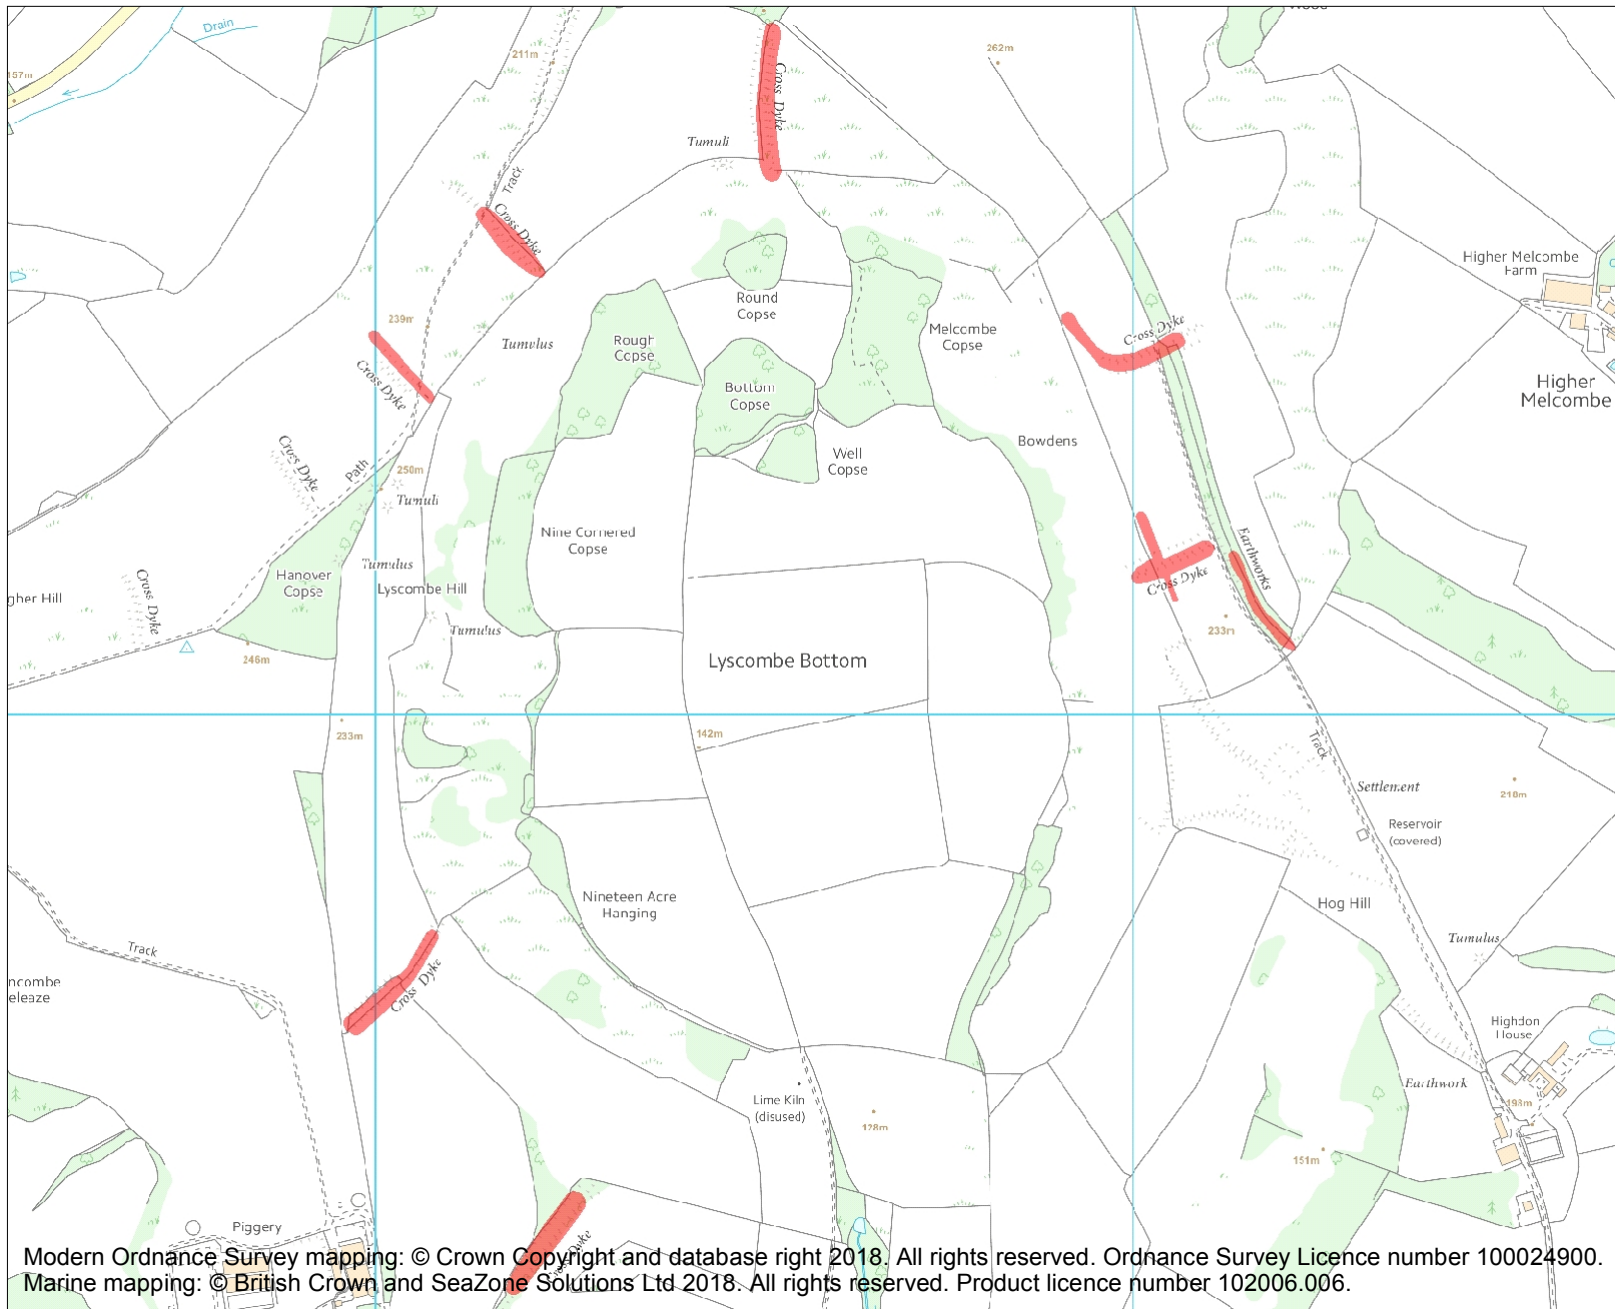 Drain
157m
211m
262m
Cross Dyke
Tumuli
Track
Cross Dyke
Higher Melcombe
Farm
Round
Copse
239m
Tumulus
Rough
Copse
Melcombe
Copse
Cross Dyke
Cross Dyke
Bottom
Copse
Higher
Melcombe
Bowdens
Well
Copse
Cross Dyke
Path
250m
Tumuli
Nine Cornered
Copse
Earthworks
Tumulus
Hanover
Copse
Lyscombe Hill
Cross Dyke
Cross Dyke
gher Hill
Tumulus
233m
246m
Lyscombe Bottom
233m
142m
Track
Settlement
218m
Reservoir
(covered)
Nineteen Acre
Hanging
Hog Hill
Tumulus
Track
Cross Dyke
ncombe
eleaze
Highdon
House
Earthwork
Lime Kiln
(disused)
128m
193m
151m
Piggery
Cross Dyke
Modern Ordnance Survey mapping: © Crown Copyright and database right 2018. All rights reserved. Ordnance Survey Licence number 100024900.
Marine mapping: © British Crown and SeaZone Solutions Ltd 2018. All rights reserved. Product licence number 102006.006.